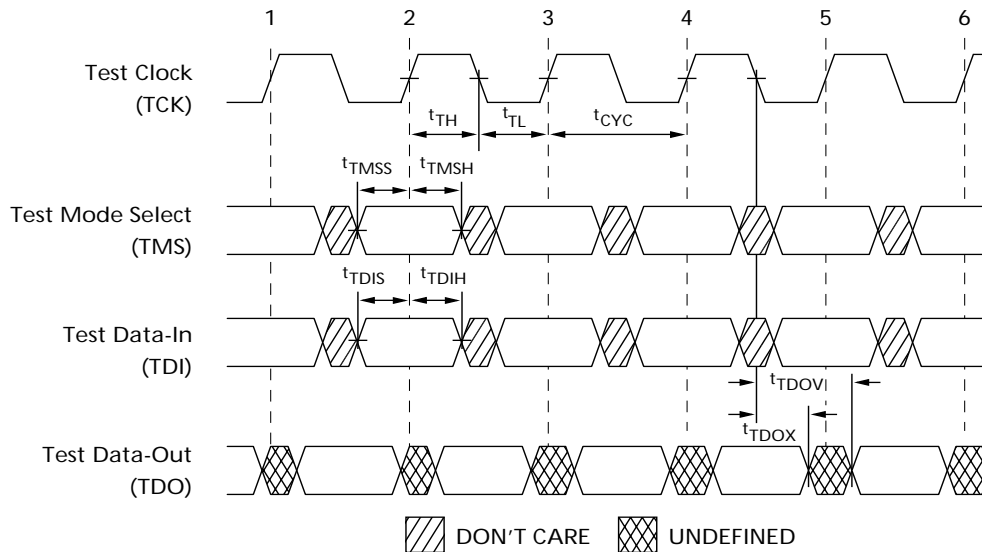 1 2 3 4 5 6
Test Clock
(TCK)
tTH tTL tCYC
tTMSS tTMSH
Test Mode Select
(TMS)
tTDIS tTDIH
Test Data-In
(TDI)
tTDOV
tTDOX
Test Data-Out
(TDO)
DON'T CARE UNDEFINED